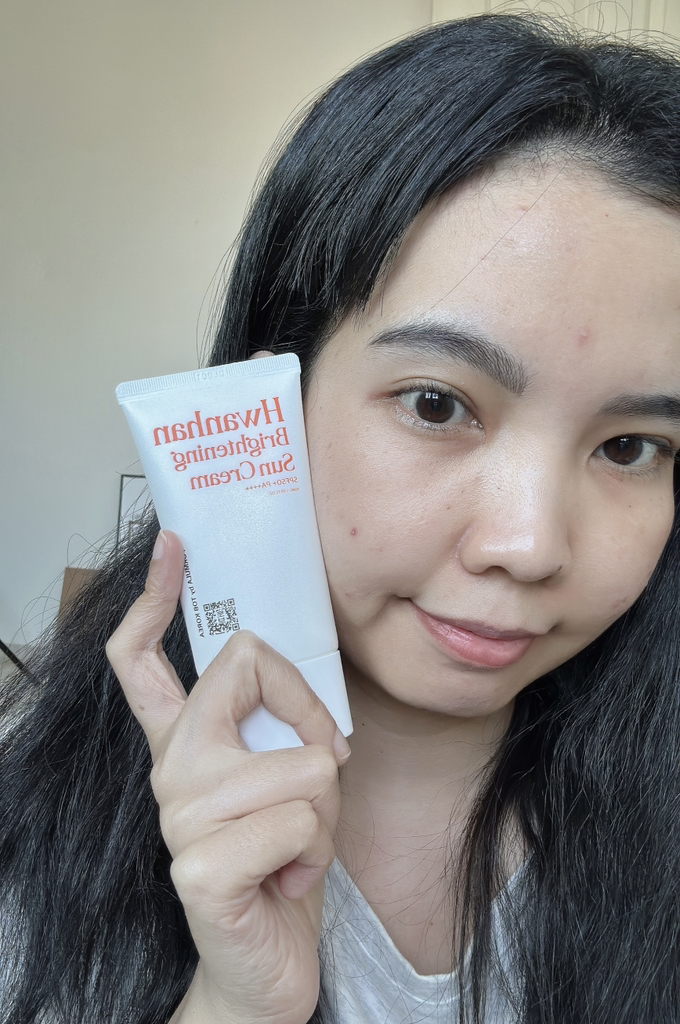 Hwanhan
Brightening
Sun Cream
SPF50+ PA++++